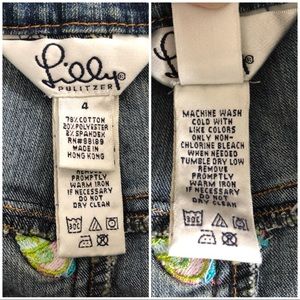 Lilly
PULITZER®
4
78% COTTON
20% POLYESTER
2% SPANDEX
RN#88189
MADE IN
HONG KONG
REMOVE
PROMPTLY
WARM IRON
IF NECESSARY
DO NOT
DRY CLEAN
Lilly
PULITZER
MACHINE WASH
COLD WITH
LIKE COLORS
ONLY NON-
CHLORINE BLEACH
WHEN NEEDED
TUMBLE DRY LOW
REMOVE
PROMPTLY
WARM IRON
IF NECESSARY
DO NOT
DRY CLEAN